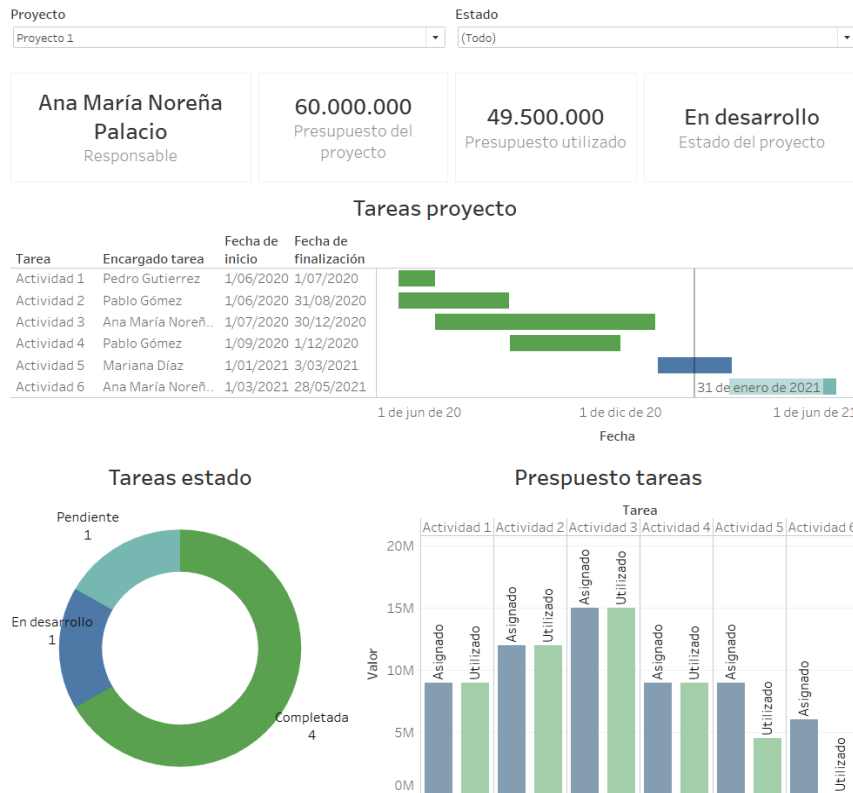 Proyecto
Estado
Proyecto 1
(Todo)
Ana María Noreña
Palacio
Responsable
60.000.000
Presupuesto del
proyecto
49.500.000
Presupuesto utilizado
En desarrollo
Estado del proyecto
Tareas proyecto
Tarea
Encargado tarea
Fecha de
inicio
Fecha de
finalización
Actividad 1 Pedro Gutierrez 1/06/2020 1/07/2020
Actividad 2 Pablo Gómez 1/06/2020 31/08/2020
Actividad 3 Ana María Noreñ.. 1/07/2020 30/12/2020
Actividad 4 Pablo Gómez 1/09/2020 1/12/2020
Actividad 5 Mariana Díaz 1/01/2021 3/03/2021
Actividad 6 Ana María Noreñ.. 1/03/2021 28/05/2021
31 de enero de 2021
1 de jun de 20
1 de dic de 20
1 de jun de 21
Fecha
Tareas estado
Pendiente
1
En desarrollo
1
Completada
4
Prespuesto tareas
Tarea
Actividad 1 Actividad 2 Actividad 3 Actividad 4 Actividad 5 Actividad 6
Valor
20M
15M
10M
5M
0M
Asignado
Utilizado
Asignado
Utilizado
Asignado
Utilizado
Asignado
Utilizado
Asignado
Utilizado
Asignado
Utilizado